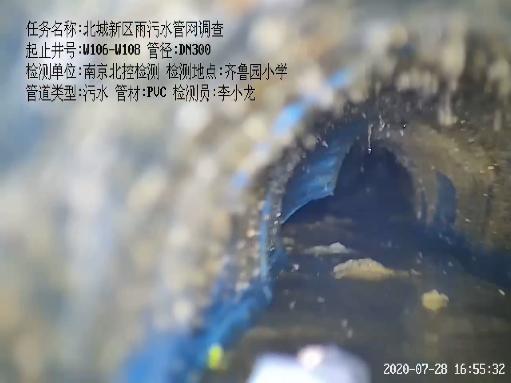 任务名称:北城新区雨污水管网调查
起止井号:W106-W108 管径:DN300
检测单位:南京北控检测 检测地点:齐鲁园小学
管道类型:污水 管材:PVC 检测员:李小龙
2020-07-28 16:55:32